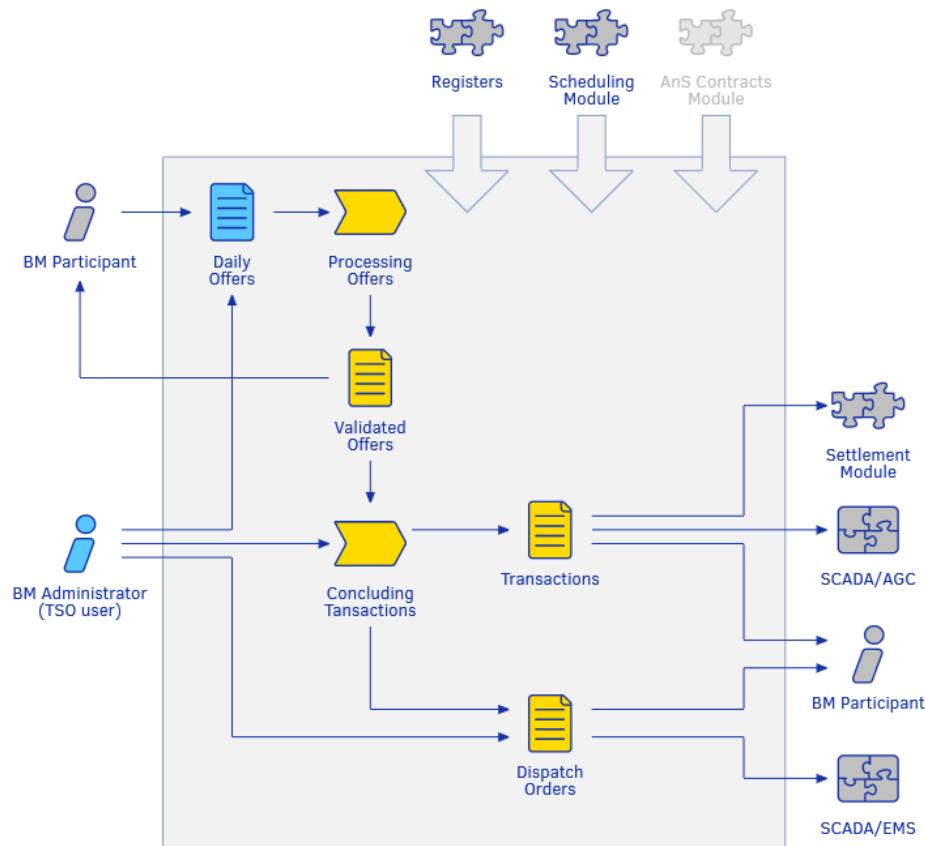 Registers
Scheduling
Module
AnS Contracts
Module
BM Participant
Daily
Offers
Processing
Offers
Validated
Offers
Settlement
Module
BM Administrator
(TSO user)
Concluding
Tansactions
Transactions
SCADA/AGC
BM Participant
Dispatch
Orders
SCADA/EMS